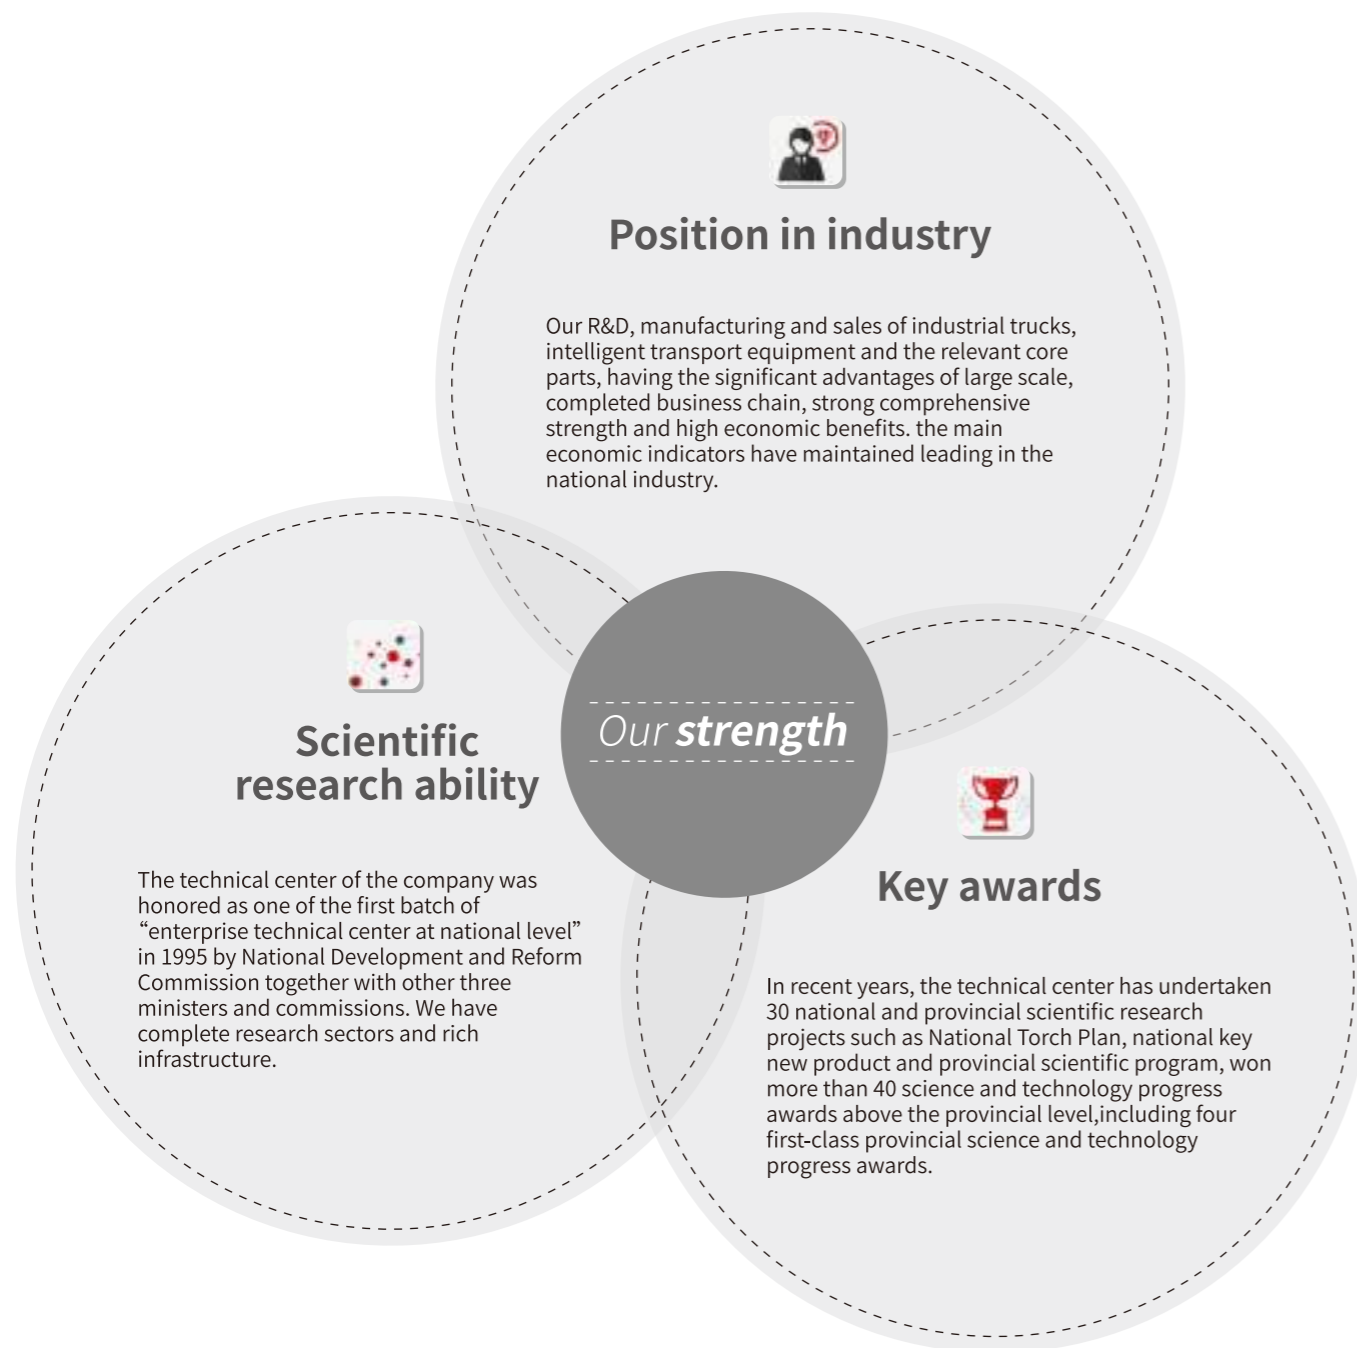 Position in industry
Our R&D, manufacturing and sales of industrial trucks,
intelligent transport equipment and the relevant core
parts, having the significant advantages of large scale,
completed business chain, strong comprehensive
strength and high economic benefits. the main
economic indicators have maintained leading in the
national industry.
Our strength
Scientific
research ability
The technical center of the company was
honored as one of the first batch of
“enterprise technical center at national level”
in 1995 by National Development and Reform
Commission together with other three
ministers and commissions. We have
complete research sectors and rich
infrastructure.
Key awards
In recent years, the technical center has undertaken
30 national and provincial scientific research
projects such as National Torch Plan, national key
new product and provincial scientific program, won
more than 40 science and technology progress
awards above the provincial level,including four
first-class provincial science and technology
progress awards.